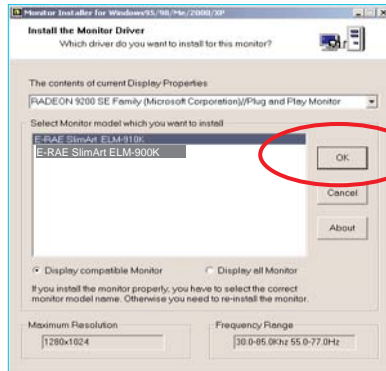 Monitor Installer for Windows95/98/Me/2000/XP
Install the Monitor Driver
Which driver do you want to install for this monitor?
The contents of current Display Properties
RADEON 9200 SE Family (Microsoft Corporation)//Plug and Play Monitor
Select Monitor model which you want to install
E-RAE SlimArt ELM-910K
E-RAE SlimArt ELM-900K
OK
Cancel
About
Display compatible Monitor
Display all Monitor
If you install the monitor properly, you have to select the correct
monitor model name. Otherwise you need to re-install the monitor.
Maximum Resolution
Frequency Range
1280x1024
30.0-85.0Khz 55.0-77.0Hz